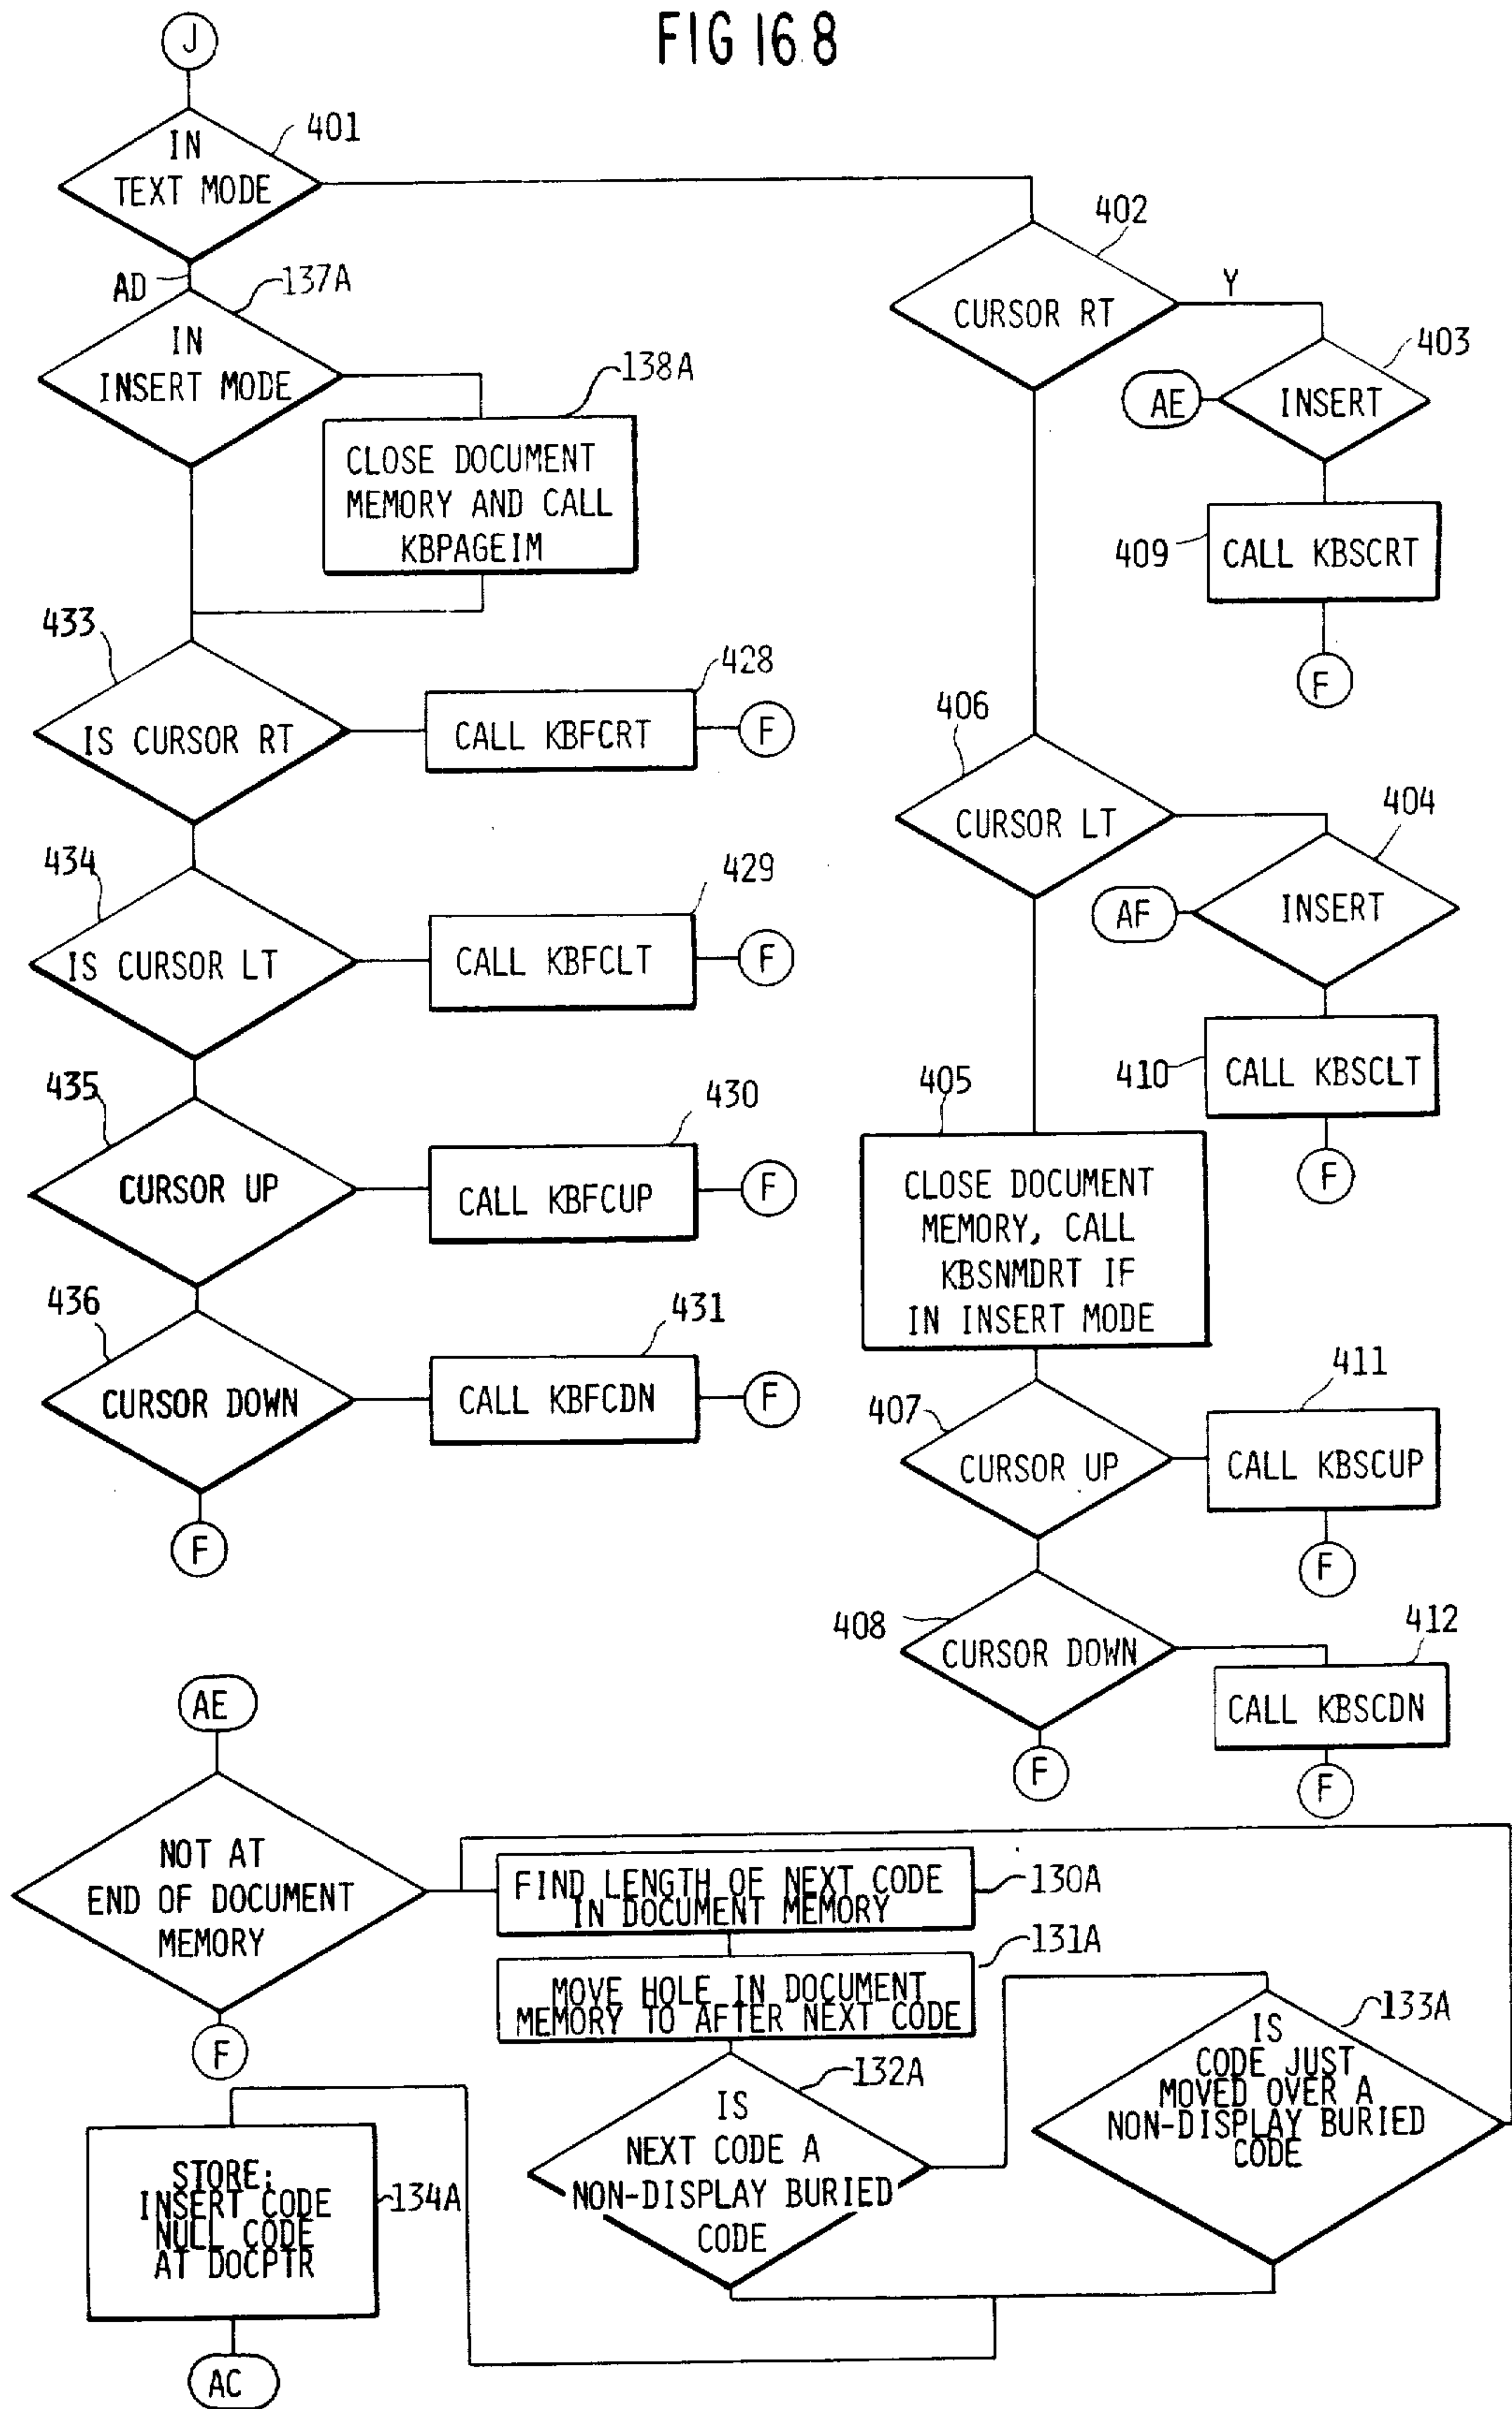 FIG 16.8
J
IN
TEXT MODE
401
AD
137A
IN
INSERT MODE
138A
CLOSE DOCUMENT
MEMORY AND CALL
KBPAGEIM
433
IS CURSOR RT
428
CALL KBFCRT
F
434
IS CURSOR LT
429
CALL KBFCLT
F
435
CURSOR UP
430
CALL KBFCUP
F
436
CURSOR DOWN
431
CALL KBFCDN
F
F
402
CURSOR RT
Y
403
INSERT
AE
409
CALL KBSCRT
F
406
CURSOR LT
404
INSERT
AF
410
CALL KBSCLT
F
405
CLOSE DOCUMENT
MEMORY, CALL
KBSNMDRT IF
IN INSERT MODE
407
CURSOR UP
411
CALL KBSCUP
F
408
CURSOR DOWN
412
CALL KBSCDN
F
F
AE
NOT AT
END OF DOCUMENT
MEMORY
F
FIND LENGTH OF NEXT CODE
IN DOCUMENT MEMORY
130A
MOVE HOLE IN DOCUMENT
MEMORY TO AFTER NEXT CODE
131A
132A
IS
NEXT CODE A
NON-DISPLAY BURIED
CODE
133A
IS
CODE JUST
MOVED OVER A
NON-DISPLAY BURIED
CODE
STORE:
INSERT CODE
NULL CODE
AT DOCPTR
134A
AC